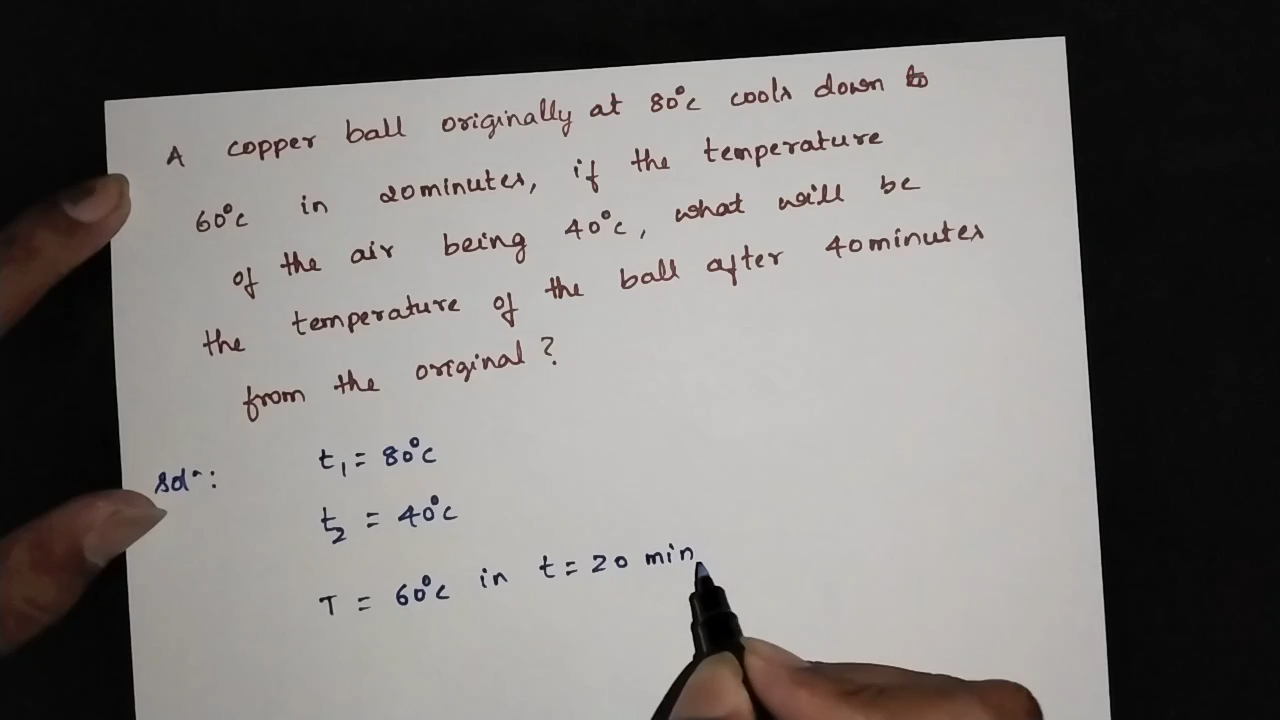 A copper ball originally at 80°c cools down to
60°c in 20minutes, if the temperature
of the air being 40°c, what will be
the temperature of the ball after 40minutes
from the original?
Soln: t₁ = 80°c
t₂ = 40°c
T = 60°c in t = 20 min